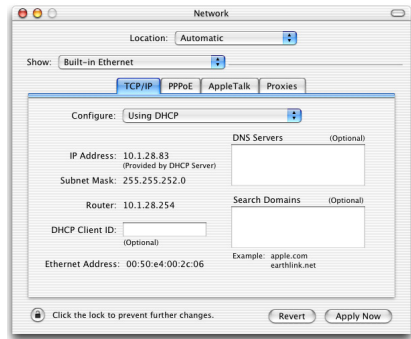 Network
Location: Automatic
Show: Built-in Ethernet
TCP/IP PPPoE AppleTalk Proxies
Configure: Using DHCP
DNS Servers (Optional)
IP Address: 10.1.28.83
(Provided by DHCP Server)
Subnet Mask: 255.255.252.0
Router: 10.1.28.254
Search Domains (Optional)
DHCP Client ID:
(Optional)
Example: apple.com
earthlink.net
Ethernet Address: 00:50:e4:00:2c:06
Click the lock to prevent further changes.
Revert Apply Now